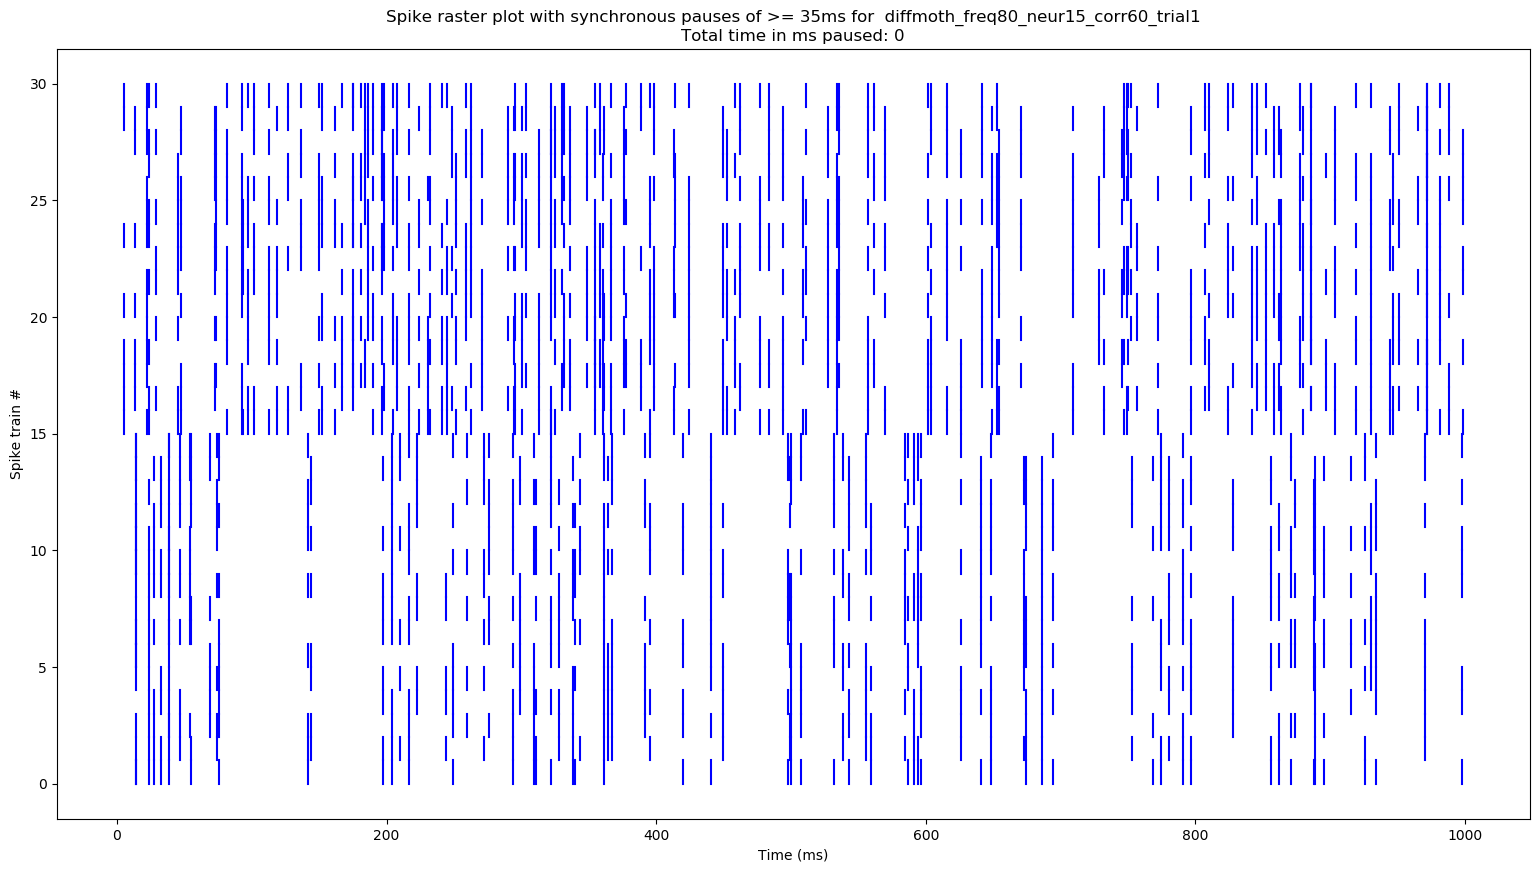 Spike raster plot with synchronous pauses of >= 35ms for  diffmoth_freq80_neur15_corr60_trial1
Total time in ms paused: 0
30
25
20
15
10
5
0
Spike train #
0 200 400 600 800 1000
Time (ms)